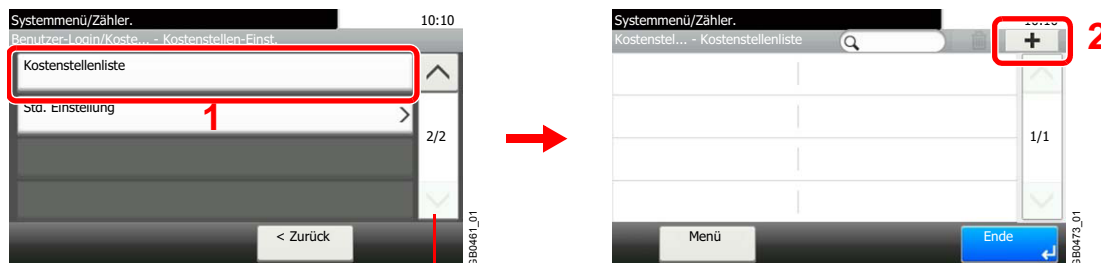 Systemmenü/Zähler.
10:10
Benutzer-Login/Koste... - Kostenstellen-Einst.
Kostenstellenliste
Std. Einstellung
1
2/2
< Zurück
GB0461_01
Systemmenü/Zähler.
10:10
Kostenstel... - Kostenstellenliste
+
2
1/1
Menü
Ende
GB0473_01